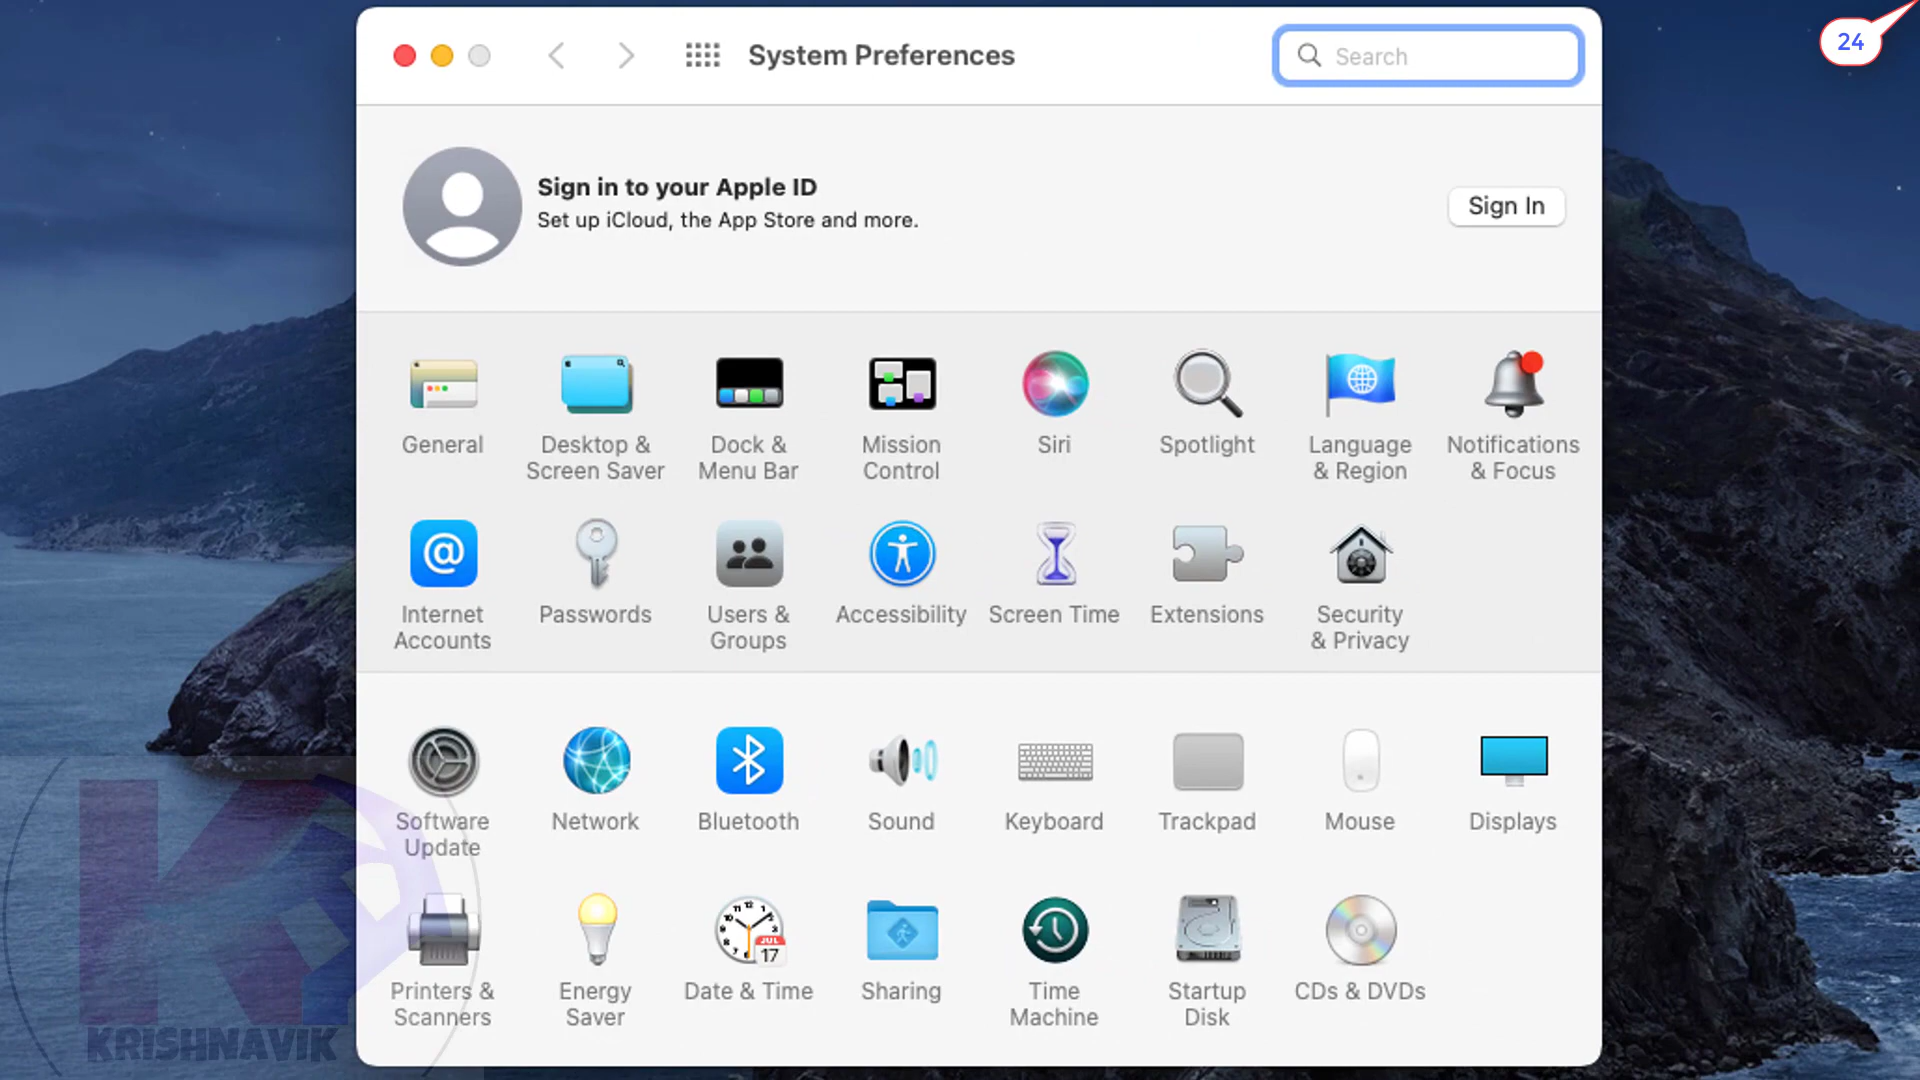 System Preferences
Search
24
Sign in to your Apple ID
Set up iCloud, the App Store and more.
Sign In
General
Desktop &
Screen Saver
Dock &
Menu Bar
Mission
Control
Siri
Spotlight
Language
& Region
Notifications
& Focus
Internet
Accounts
Passwords
Users &
Groups
Accessibility
Screen Time
Extensions
Security
& Privacy
Software
Update
Network
Bluetooth
Sound
Keyboard
Trackpad
Mouse
Displays
JUL
17
Printers &
Scanners
Energy
Saver
Date & Time
Sharing
Time
Machine
Startup
Disk
CDs & DVDs
KRISHNAVIK